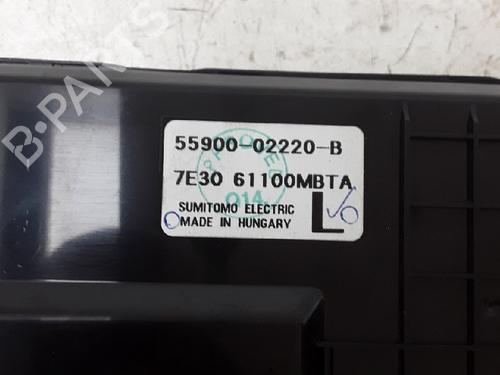 B-PARTS
55900-02220-B
7E30 61100MBTA
SUMITOMO ELECTRIC
MADE IN HUNGARY
L
014